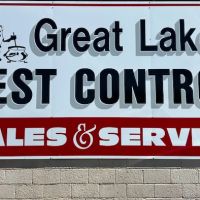 Great Lak
EST CONTRO
ALES & SERVI